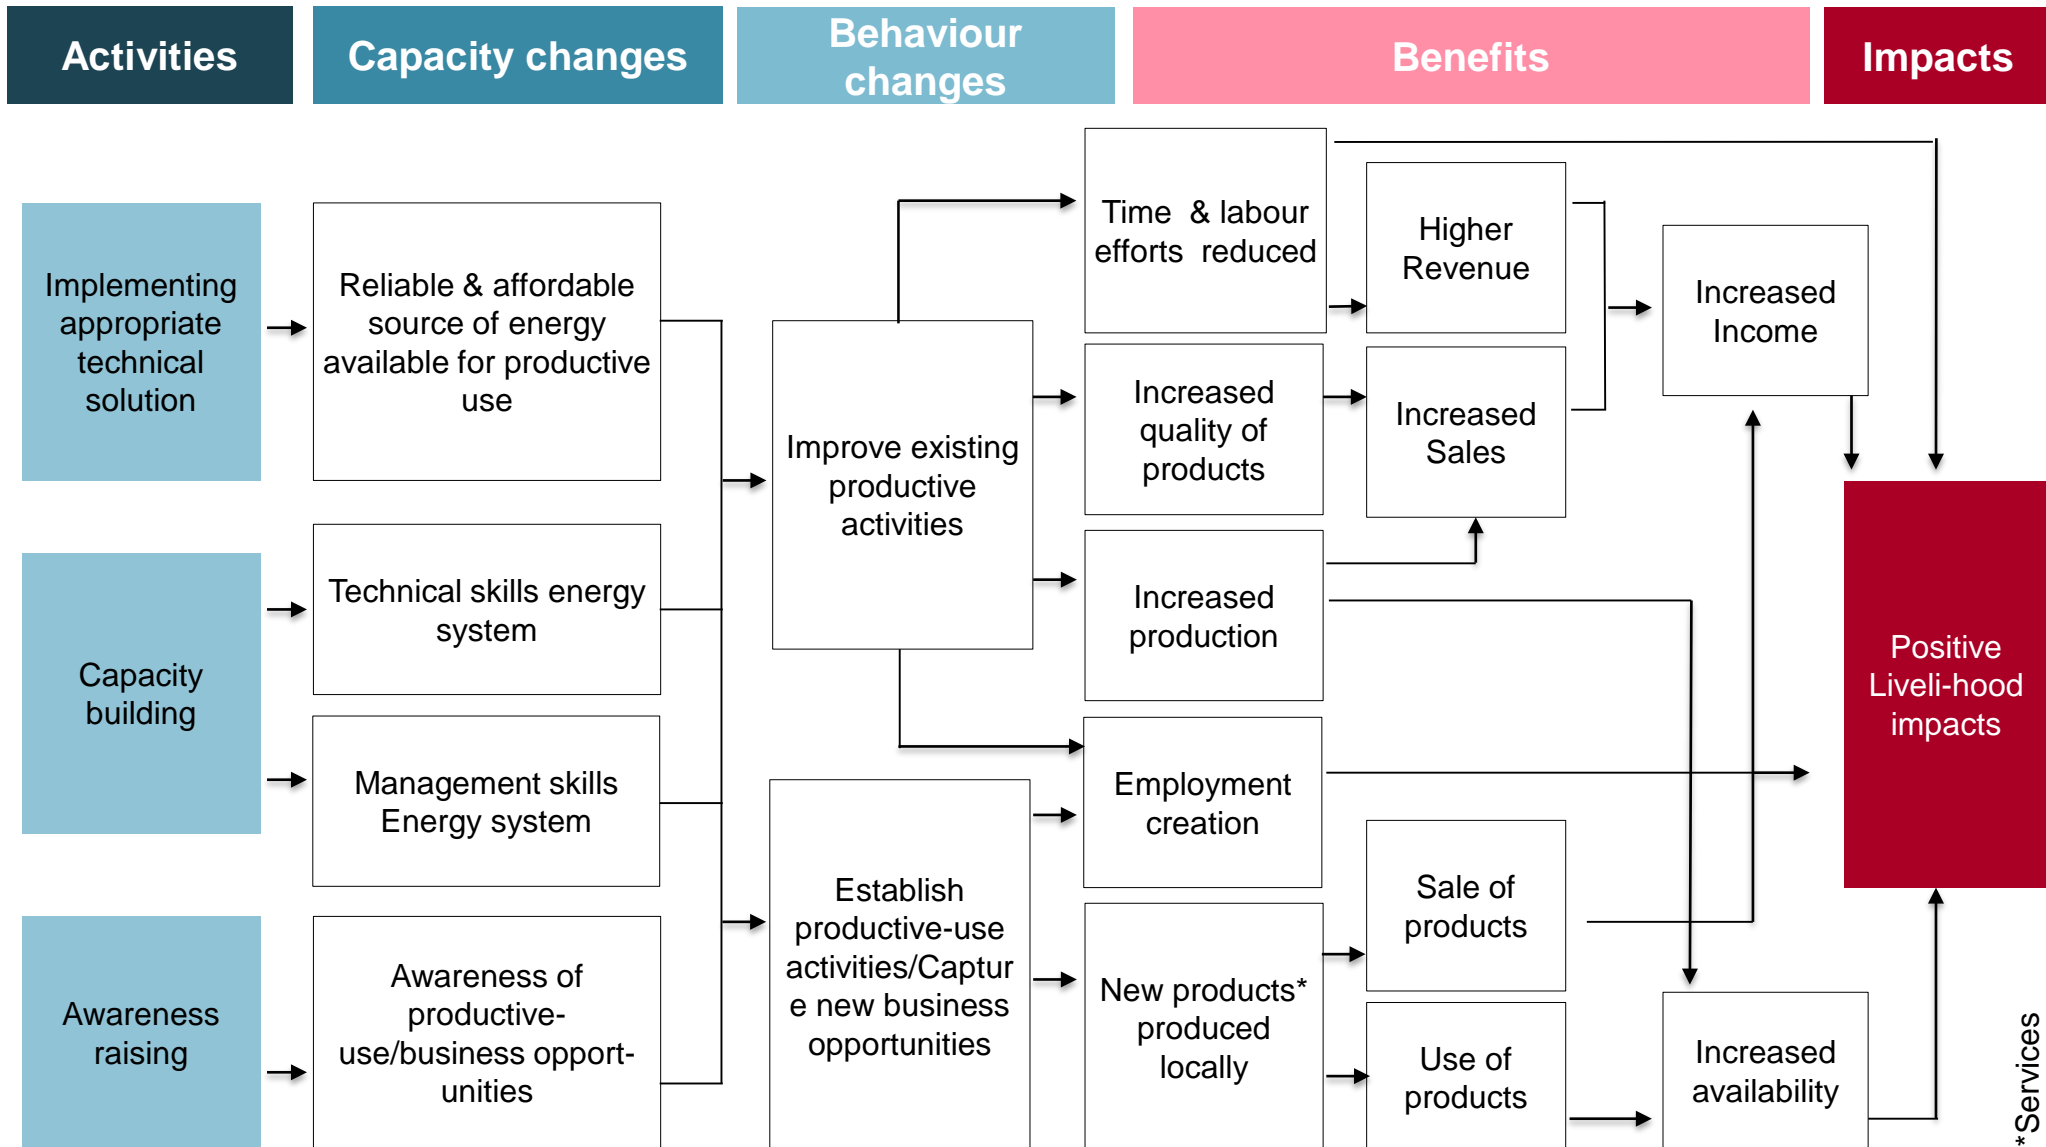 Activities
Capacity changes
Behaviour
changes
Benefits
Impacts
Implementing
appropriate
technical
solution
Capacity
building
Awareness
raising
Reliable & affordable
source of energy
available for productive
use
Technical skills energy
system
Management skills
Energy system
Awareness of
productive-
use/business opport-
unities
Improve existing
productive
activities
Establish
productive-use
activities/Captur
e new business
opportunities
Time & labour
efforts reduced
Increased
quality of
products
Increased
production
Employment
creation
New products*
produced
locally
Higher
Revenue
Increased
Sales
Sale of
products
Use of
products
Increased
Income
Increased
availability
Positive
Liveli-hood
impacts
*Services